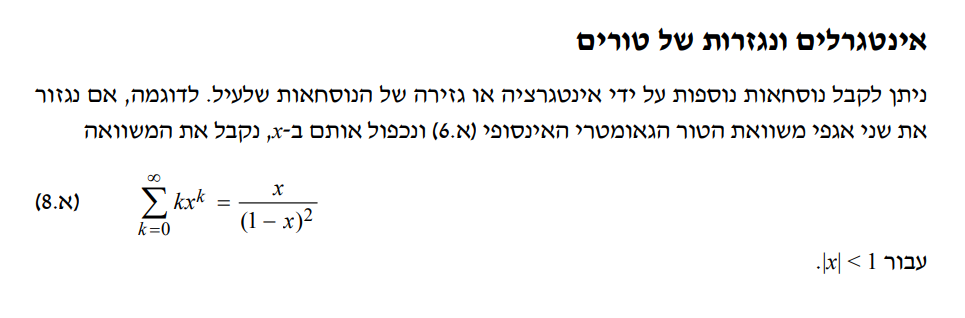 אינטגרלים ונגזרות של טורים
ניתן לקבל נוסחאות נוספות על ידי אינטגרציה או גזירה של הנוסחאות שלעיל. לדוגמה, אם נגזור
את שני אגפי משוואת הטור הגאומטרי האינסופי (א.6) ונכפול אותם ב-x, נקבל את המשוואה
(א.8) $\sum_{k=0}^{\infty} kx^k = \frac{x}{(1-x)^2}$
עבור |x| < 1.